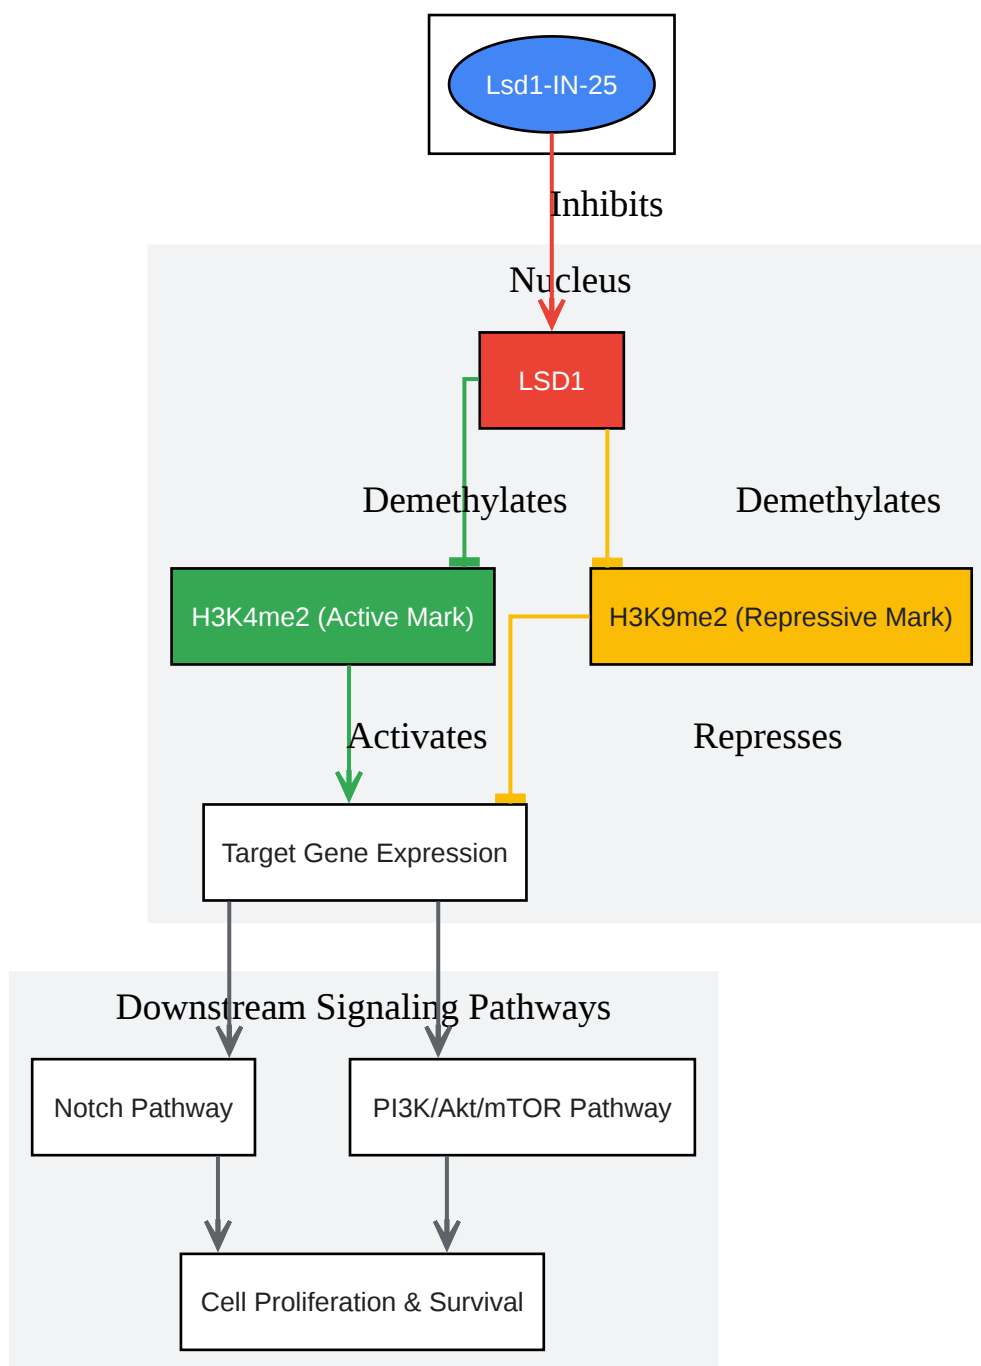 Lsd1-IN-25
Inhibits
Nucleus
LSD1
Demethylates
Demethylates
H3K4me2 (Active Mark)
H3K9me2 (Repressive Mark)
Activates
Represses
Target Gene Expression
Downstream Signaling Pathways
Notch Pathway
PI3K/Akt/mTOR Pathway
Cell Proliferation & Survival